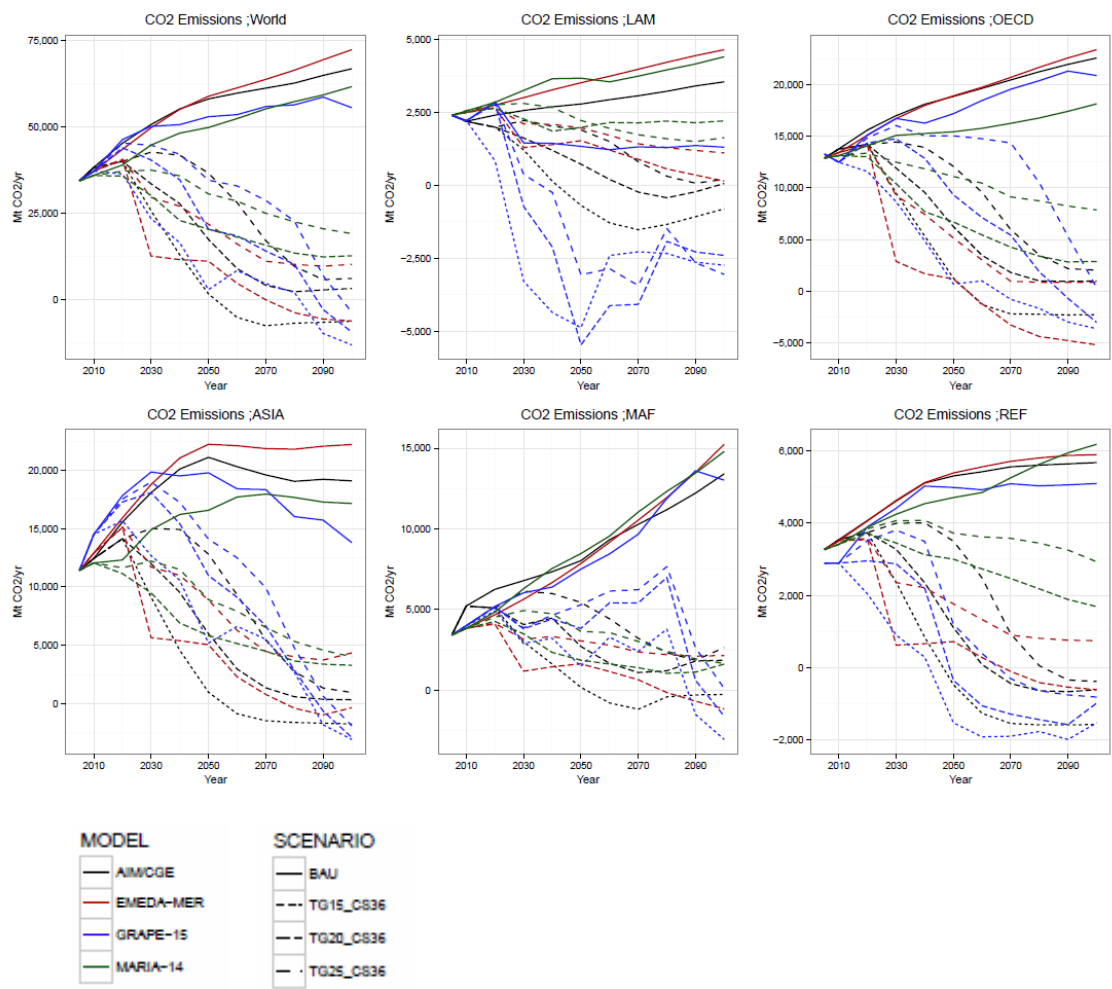 CO2 Emissions ;World
75,000
50,000
25,000
0
Mt CO2/yr
2010 2030 2050 2070 2090
Year
CO2 Emissions ;LAM
5,000
2,500
0
−2,500
−5,000
Mt CO2/yr
2010 2030 2050 2070 2090
Year
CO2 Emissions ;OECD
20,000
15,000
10,000
5,000
0
−5,000
Mt CO2/yr
2010 2030 2050 2070 2090
Year
CO2 Emissions ;ASIA
20,000
15,000
10,000
5,000
0
Mt CO2/yr
2010 2030 2050 2070 2090
Year
CO2 Emissions ;MAF
15,000
10,000
5,000
0
Mt CO2/yr
2010 2030 2050 2070 2090
Year
CO2 Emissions ;REF
6,000
4,000
2,000
0
−2,000
Mt CO2/yr
2010 2030 2050 2070 2090
Year
MODEL
AIM/CGE
EMEDA−MER
GRAPE−15
MARIA−14
SCENARIO
BAU
TG15_CS36
TG20_CS36
TG25_CS36